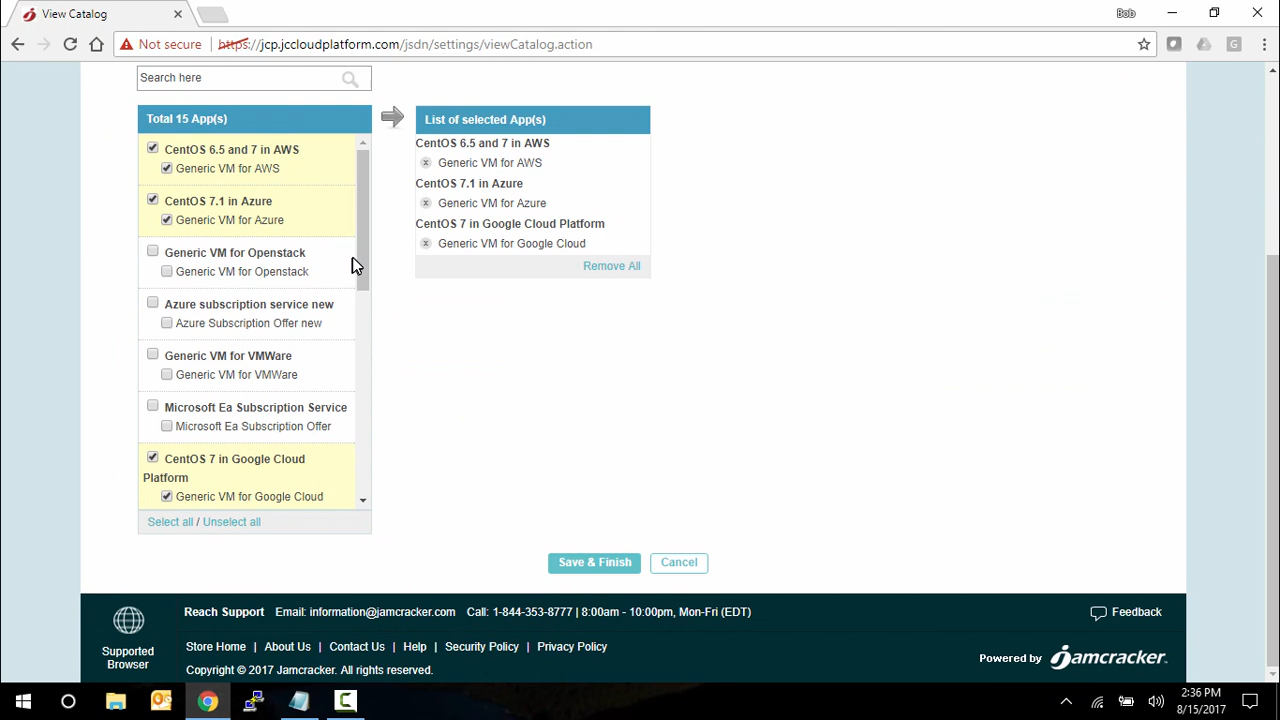 View Catalog
Bob
Not secure
https://jcp.jccloudplatform.com/jsdn/settings/viewCatalog.action
Search here
Total 15 App(s)
CentOS 6.5 and 7 in AWS
Generic VM for AWS
CentOS 7.1 in Azure
Generic VM for Azure
Generic VM for Openstack
Generic VM for Openstack
Azure subscription service new
Azure Subscription Offer new
Generic VM for VMWare
Generic VM for VMWare
Microsoft Ea Subscription Service
Microsoft Ea Subscription Offer
CentOS 7 in Google Cloud
Platform
Generic VM for Google Cloud
Select all / Unselect all
List of selected App(s)
CentOS 6.5 and 7 in AWS
Generic VM for AWS
CentOS 7.1 in Azure
Generic VM for Azure
CentOS 7 in Google Cloud Platform
Generic VM for Google Cloud
Remove All
Save & Finish
Cancel
Supported
Browser
Reach Support Email: information@jamcracker.com Call: 1-844-353-8777 | 8:00am - 10:00pm, Mon-Fri (EDT)
Feedback
Store Home | About Us | Contact Us | Help | Security Policy | Privacy Policy
Copyright © 2017 Jamcracker. All rights reserved.
Powered by jamcracker
2:36 PM
8/15/2017